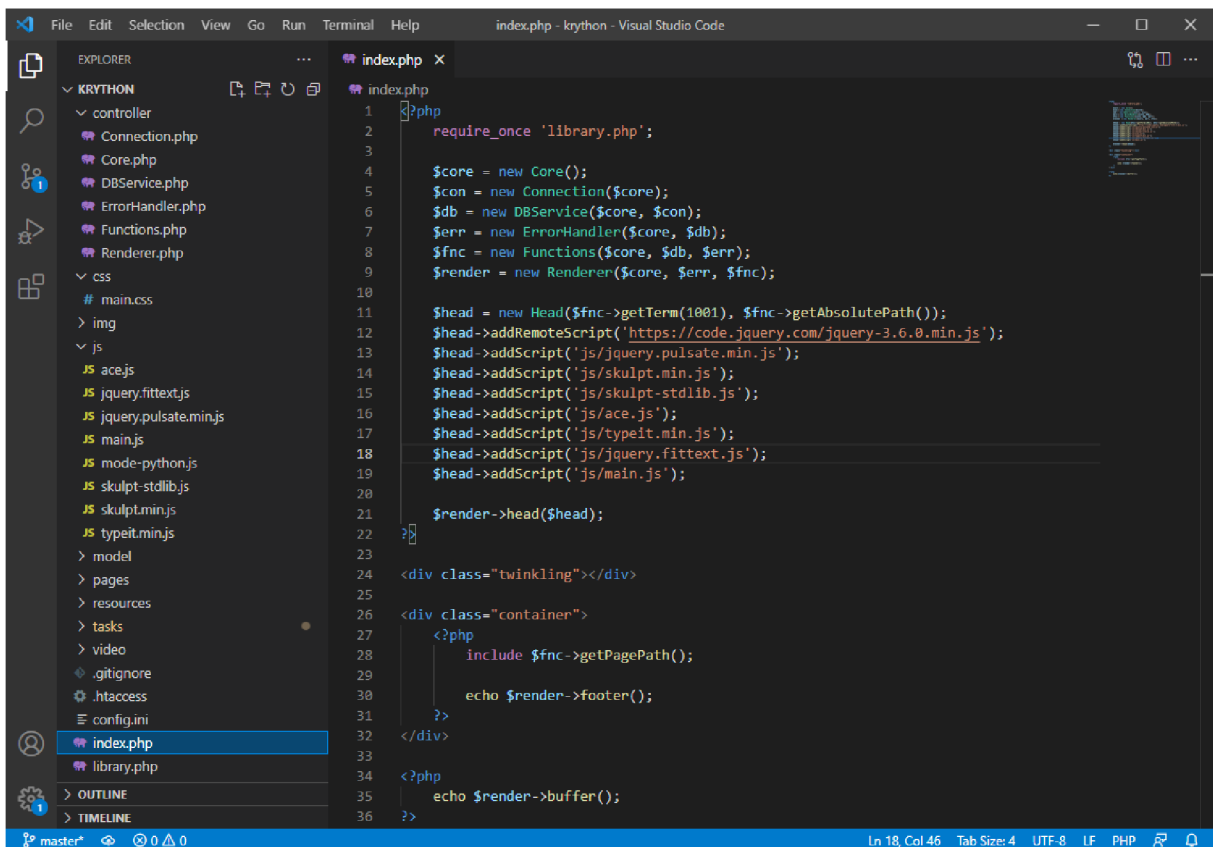 File Edit Selection View Go Run Terminal Help index.php - krython - Visual Studio Code
EXPLORER
KRYTHON
controller
Connection.php
Core.php
DBService.php
ErrorHandler.php
Functions.php
Renderer.php
css
# main.css
img
js
JS ace.js
JS jquery.fittext.js
JS jquery.pulsate.min.js
JS main.js
JS mode-python.js
JS skulpt-stdlib.js
JS skulpt.min.js
JS typeit.min.js
model
pages
resources
tasks
video
.gitignore
.htaccess
config.ini
index.php
library.php
OUTLINE
TIMELINE
1
1
index.php
index.php
1 <?php
2 require_once 'library.php';
3
4 $core = new Core();
5 $con = new Connection($core);
6 $db = new DBService($core, $con);
7 $err = new ErrorHandler($core, $db);
8 $fnc = new Functions($core, $db, $err);
9 $render = new Renderer($core, $err, $fnc);
10
11 $head = new Head($fnc->getTerm(1001), $fnc->getAbsolutePath());
12 $head->addRemoteScript('https://code.jquery.com/jquery-3.6.0.min.js');
13 $head->addScript('js/jquery.pulsate.min.js');
14 $head->addScript('js/skulpt.min.js');
15 $head->addScript('js/skulpt-stdlib.js');
16 $head->addScript('js/ace.js');
17 $head->addScript('js/typeit.min.js');
18 $head->addScript('js/jquery.fittext.js');
19 $head->addScript('js/main.js');
20
21 $render->head($head);
22 ?>
23
24 <div class="twinkling"></div>
25
26 <div class="container">
27 <?php
28 include $fnc->getPagePath();
29
30 echo $render->footer();
31 ?>
32 </div>
33
34 <?php
35 echo $render->buffer();
36 ?>
master* 0 0 Ln 18, Col 46 Tab Size: 4 UTF-8 LF PHP